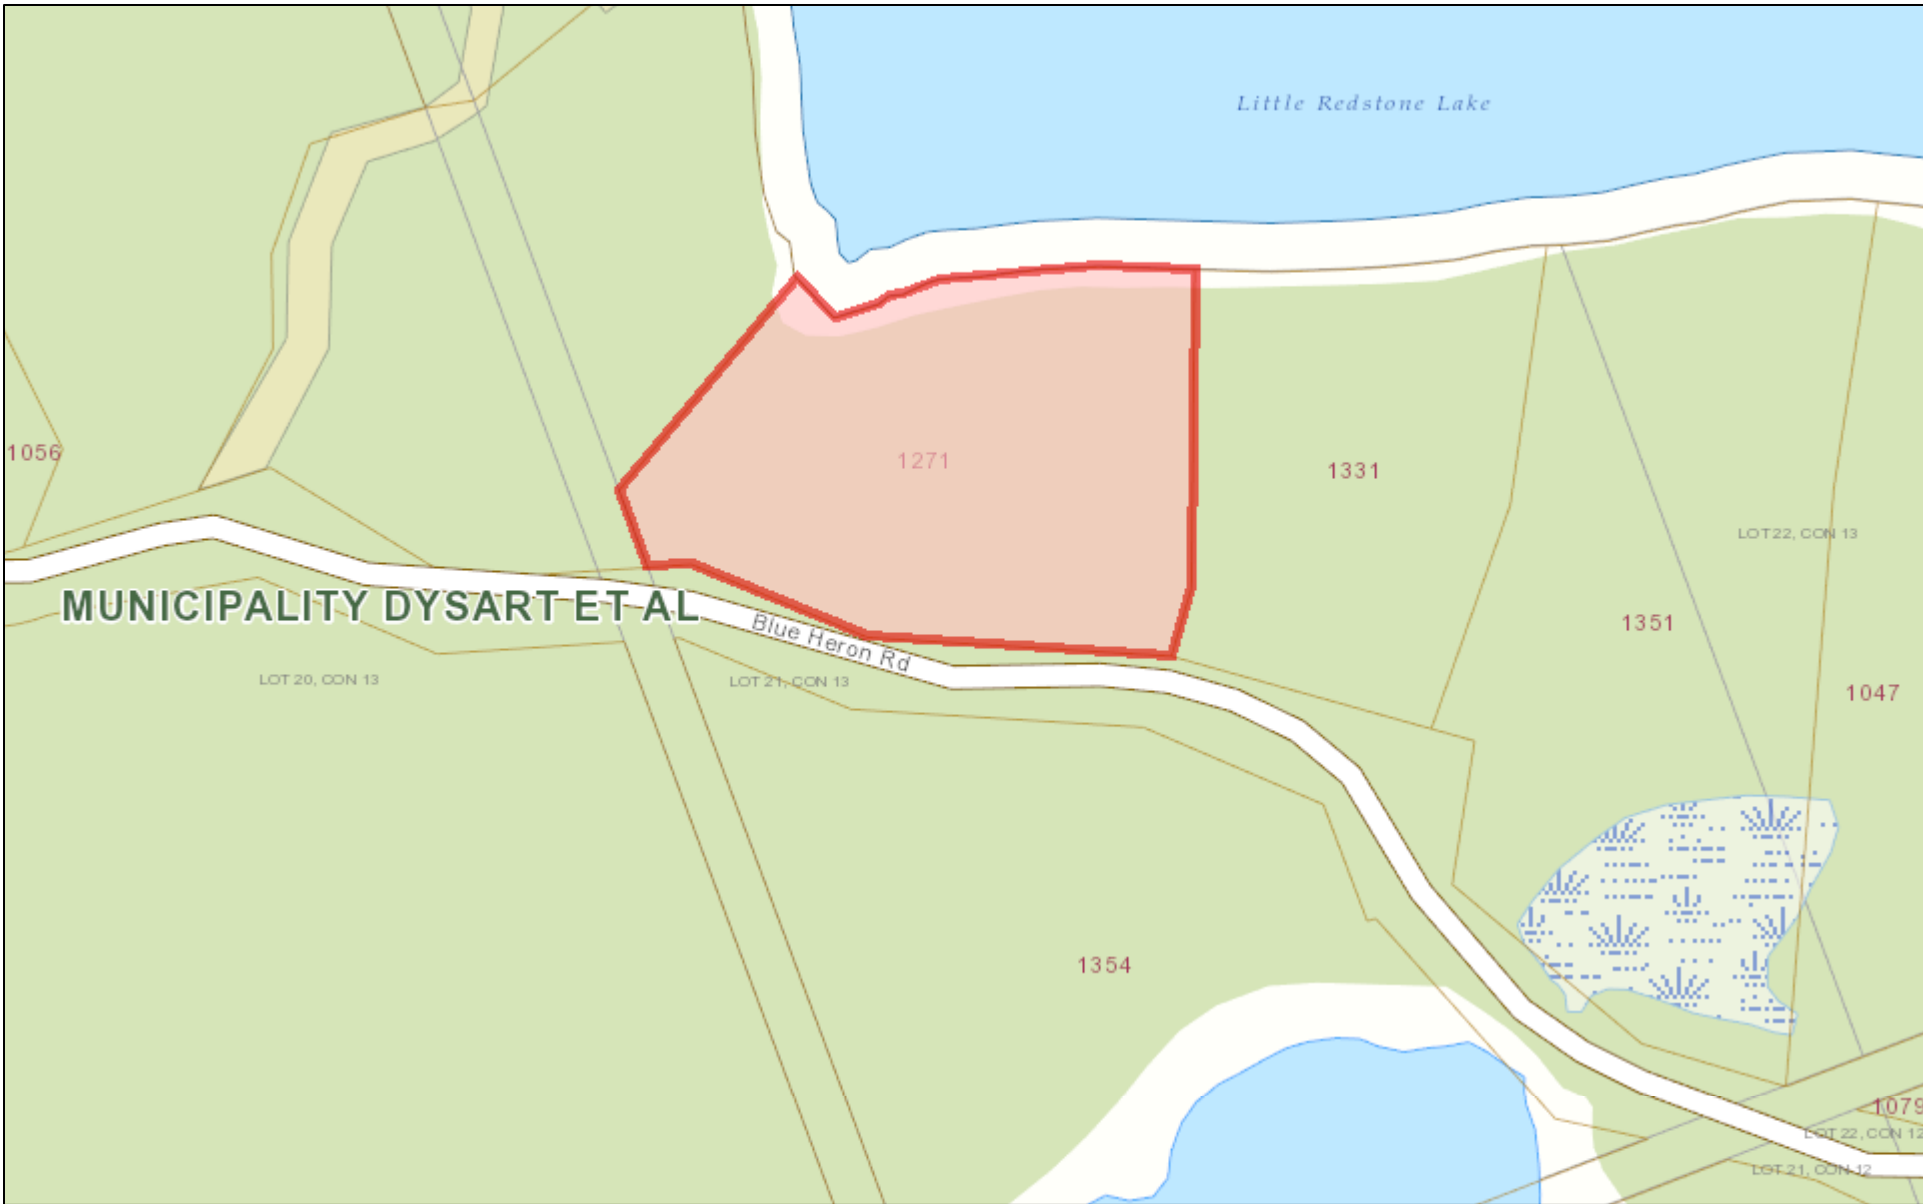 Little Redstone Lake
1056
1271
1331
LOT 22, CON 13
MUNICIPALITY DYSART ET AL
Blue Heron Rd
1351
LOT 20, CON 13
LOT 21, CON 13
1047
1354
1079
LOT 22, CON 12
LOT 21, CON 12